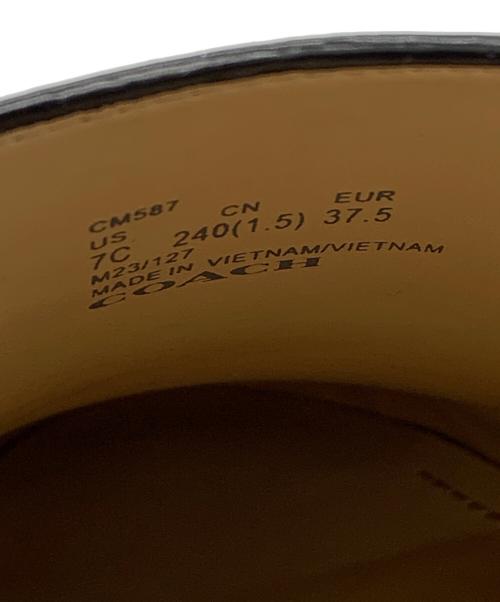 CM587 CN EUR
US 240(1.5) 37.5
7C
M23/127
MADE IN VIETNAM/VIETNAM
COACH